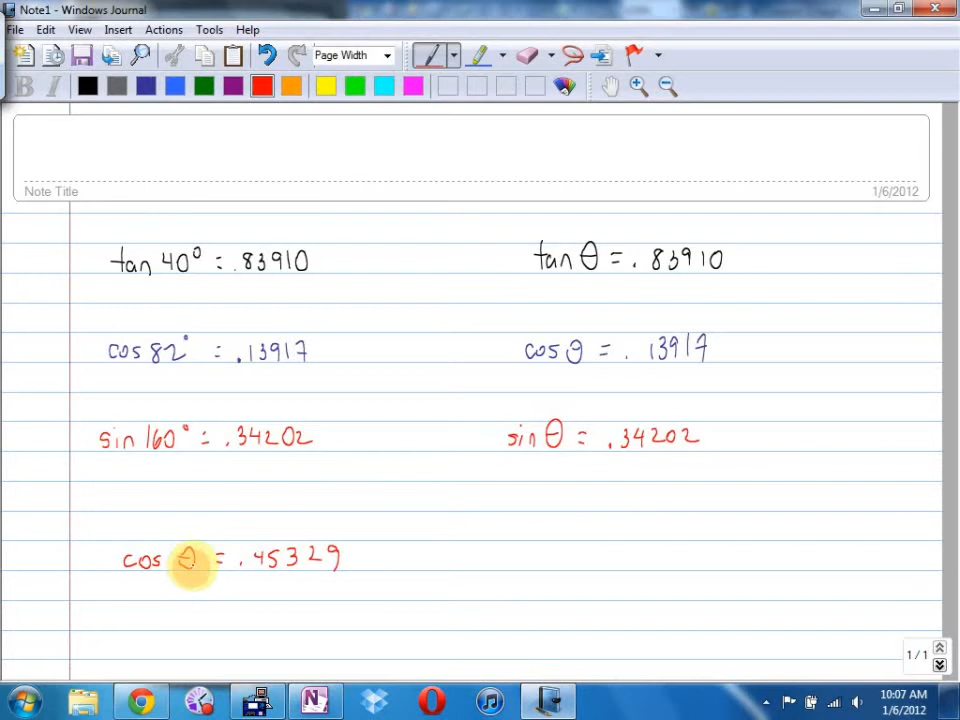 Note1 - Windows Journal
File Edit View Insert Actions Tools Help
Page Width
B I
Note Title 1/6/2012
tan 40° = .83910 tan θ = .83910
cos 82° = .13917 cos θ = .13917
sin 160° = .34202 sin θ = .34202
cos θ = .45329
1 / 1
10:07 AM
1/6/2012